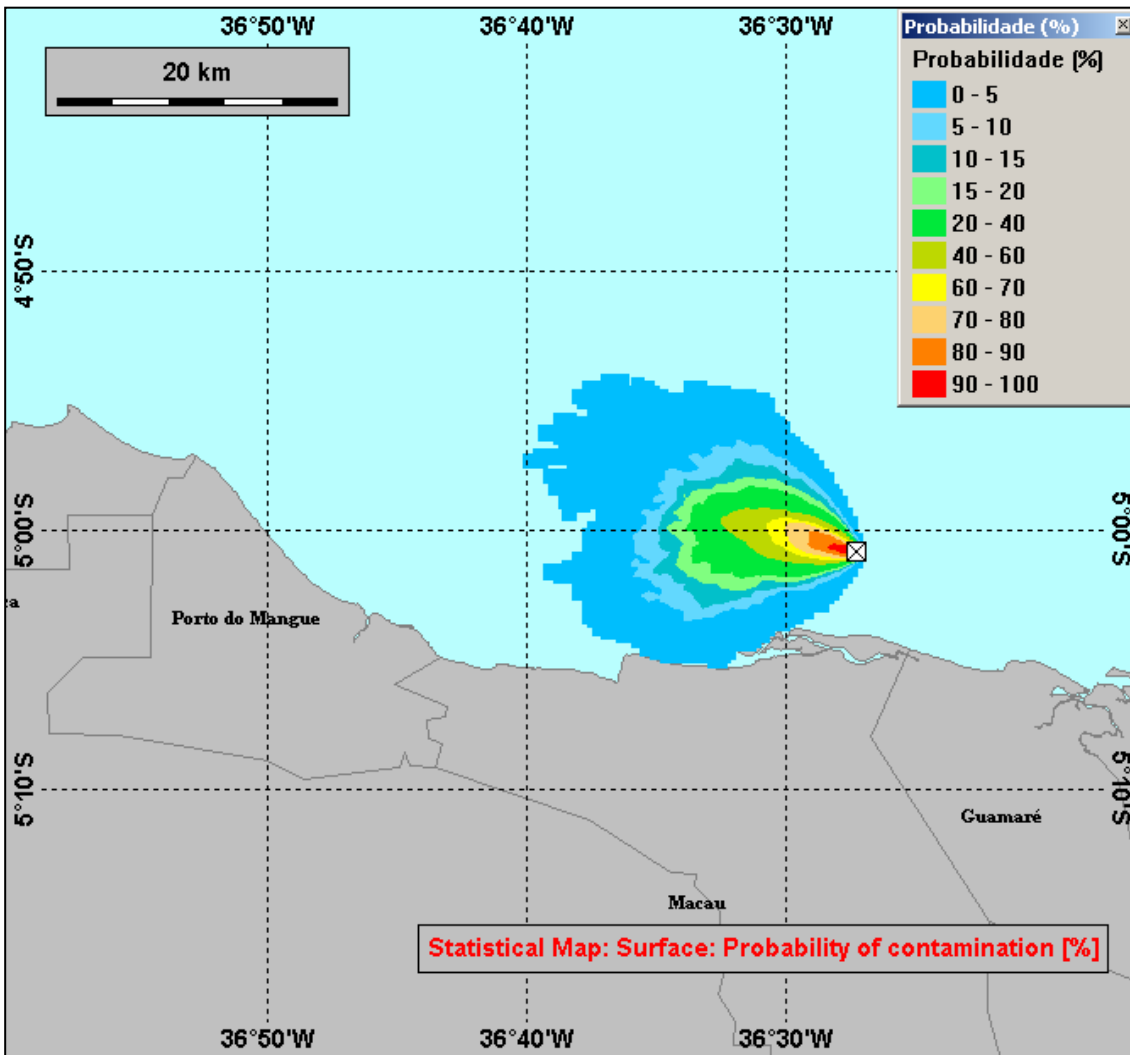 36°50'W
36°40'W
36°30'W
Probabilidade (%)
20 km
Probabilidade [%]
0 - 5
5 - 10
10 - 15
15 - 20
20 - 40
40 - 60
60 - 70
70 - 80
80 - 90
90 - 100
4°50'S
5°00'S
5°00'S
a
Porto do Mangue
5°10'S
5°10'S
Guamaré
Macau
Statistical Map: Surface: Probability of contamination [%]
36°50'W
36°40'W
36°30'W